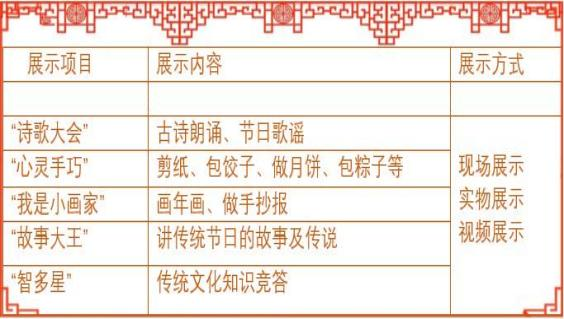 展示项目 展示内容 展示方式
“诗歌大会” 古诗朗诵、节日歌谣
“心灵手巧” 剪纸、包饺子、做月饼、包粽子等
“我是小画家” 画年画、做手抄报
“故事大王” 讲传统节日的故事及传说
“智多星” 传统文化知识竞答
现场展示
实物展示
视频展示